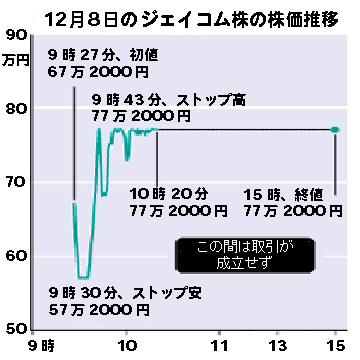 12月8日のジェイコム株の株価推移
90
万円
9時27分、初値
67万2000円
9時43分、ストップ高
77万2000円
80
70
10時20分
77万2000円
15時、終値
77万2000円
この間は取引が
成立せず
60
9時30分、ストップ安
57万2000円
50
9時
10
11
13
15